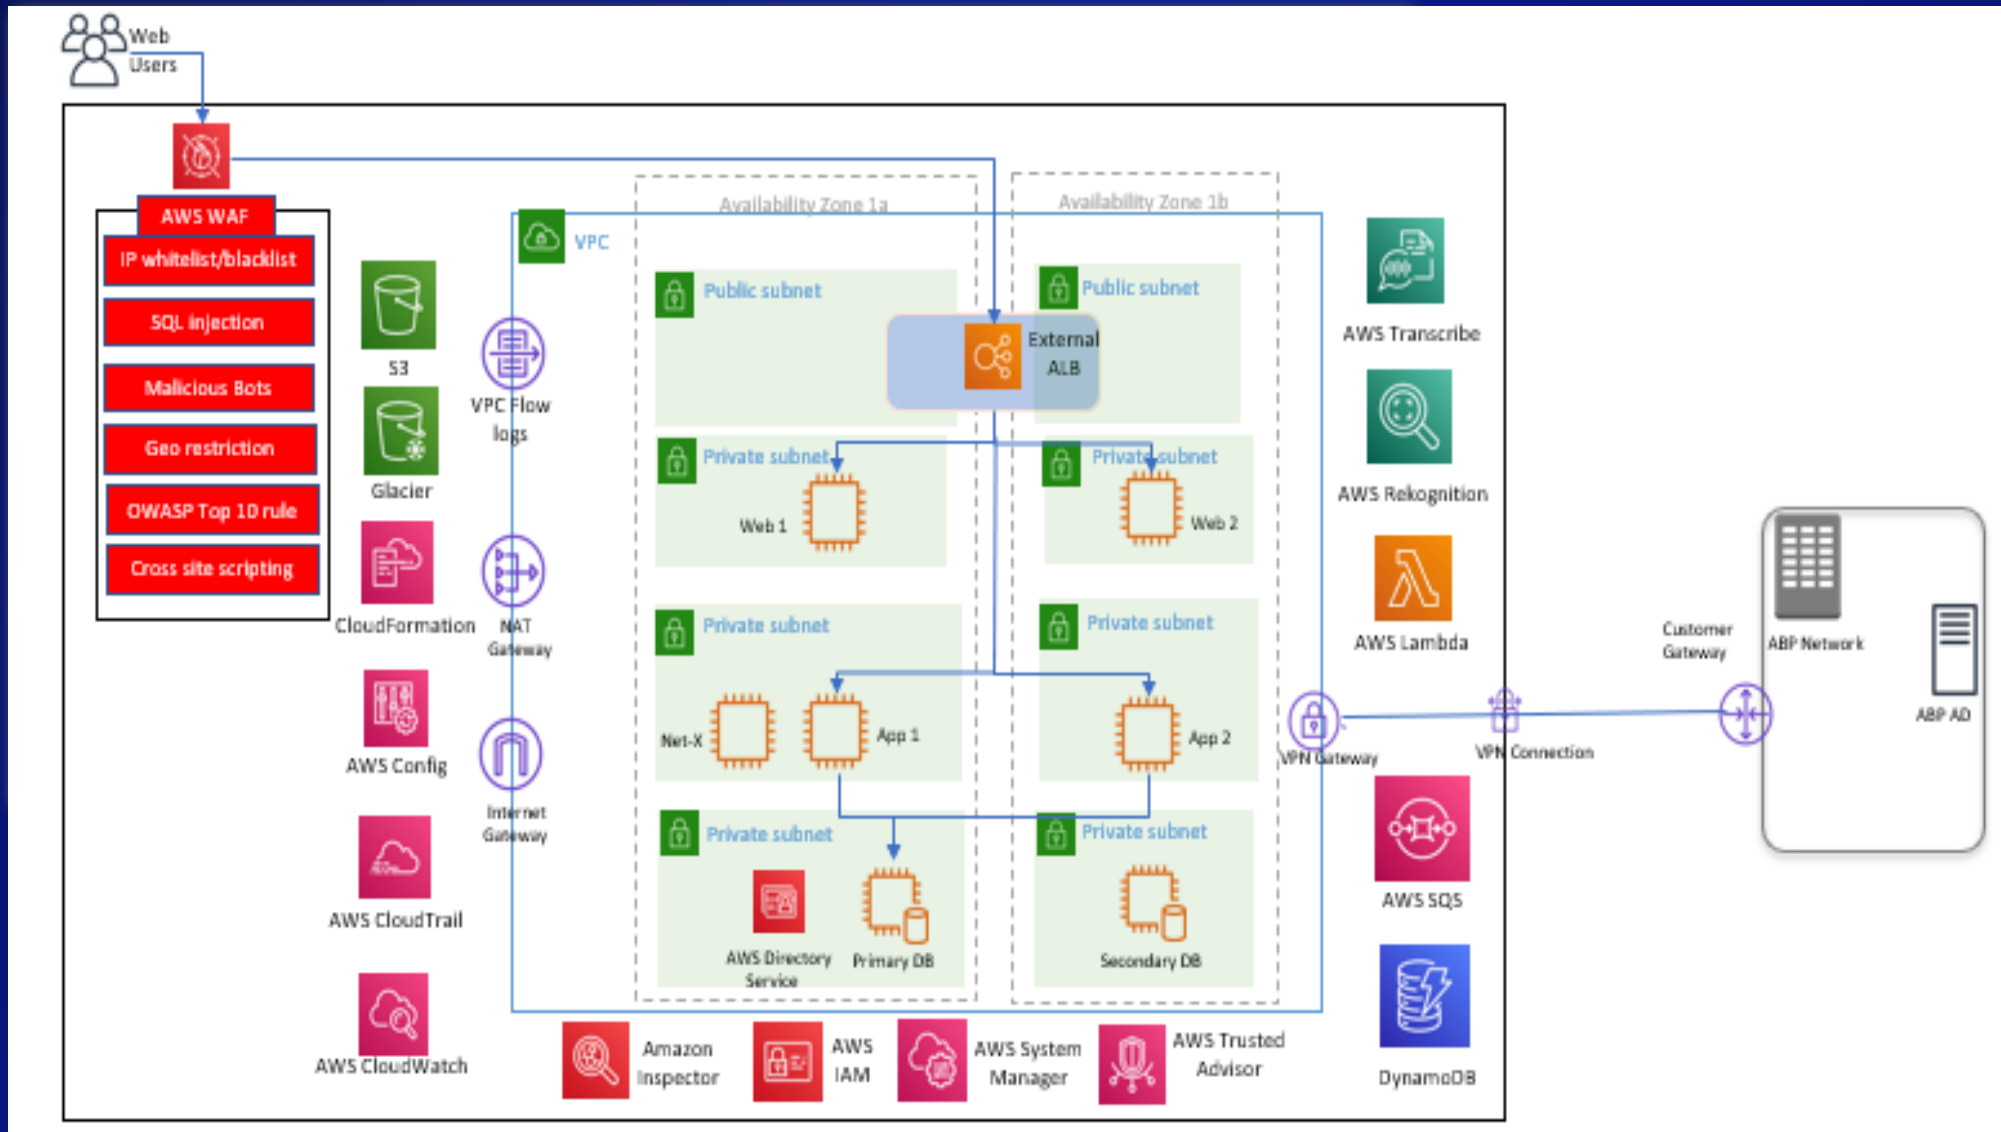 Web
Users
AWS WAF
IP whitelist/blacklist
SQL injection
Malicious Bots
Geo restriction
OWASP Top 10 rule
Cross site scripting
S3
Glacier
CloudFormation
AWS Config
AWS CloudTrail
AWS CloudWatch
VPC
VPC Flow
logs
NAT
Gateway
Internet
Gateway
Availability Zone 1a
Availability Zone 1b
Public subnet
Public subnet
External
ALB
Private subnet
Private subnet
Web 1
Web 2
Private subnet
Private subnet
Net-X
App 1
App 2
Private subnet
Private subnet
AWS Directory
Service
Primary DB
Secondary DB
Amazon
Inspector
AWS
IAM
AWS System
Manager
AWS Trusted
Advisor
AWS Transcribe
AWS Rekognition
AWS Lambda
VPN Gateway
VPN Connection
AWS SQS
DynamoDB
Customer
Gateway
ABP Network
ABP AD